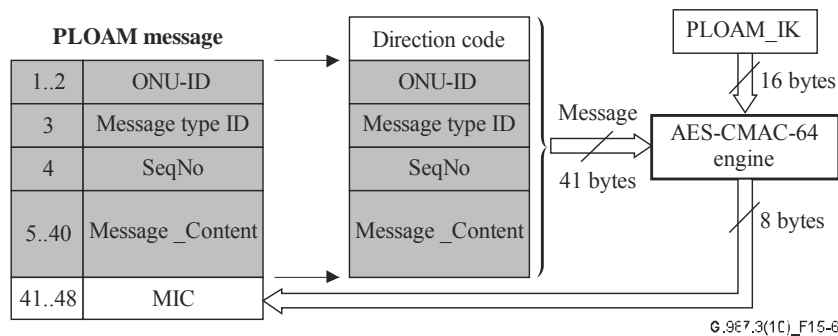 PLOAM message
1..2 ONU-ID
3 Message type ID
4 SeqNo
5..40 Message _Content
41..48 MIC
Direction code
ONU-ID
Message type ID
SeqNo
Message _Content
Message
41 bytes
PLOAM_IK
16 bytes
AES-CMAC-64
engine
8 bytes